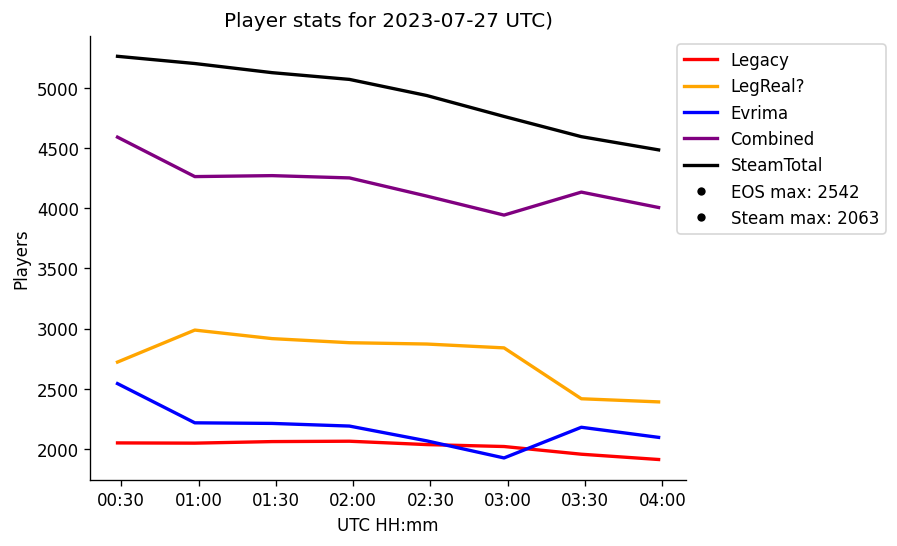 Player stats for 2023-07-27 UTC)
Legacy
LegReal?
Evrima
Combined
SteamTotal
EOS max: 2542
Steam max: 2063
Players
5000
4500
4000
3500
3000
2500
2000
00:30 01:00 01:30 02:00 02:30 03:00 03:30 04:00
UTC HH:mm